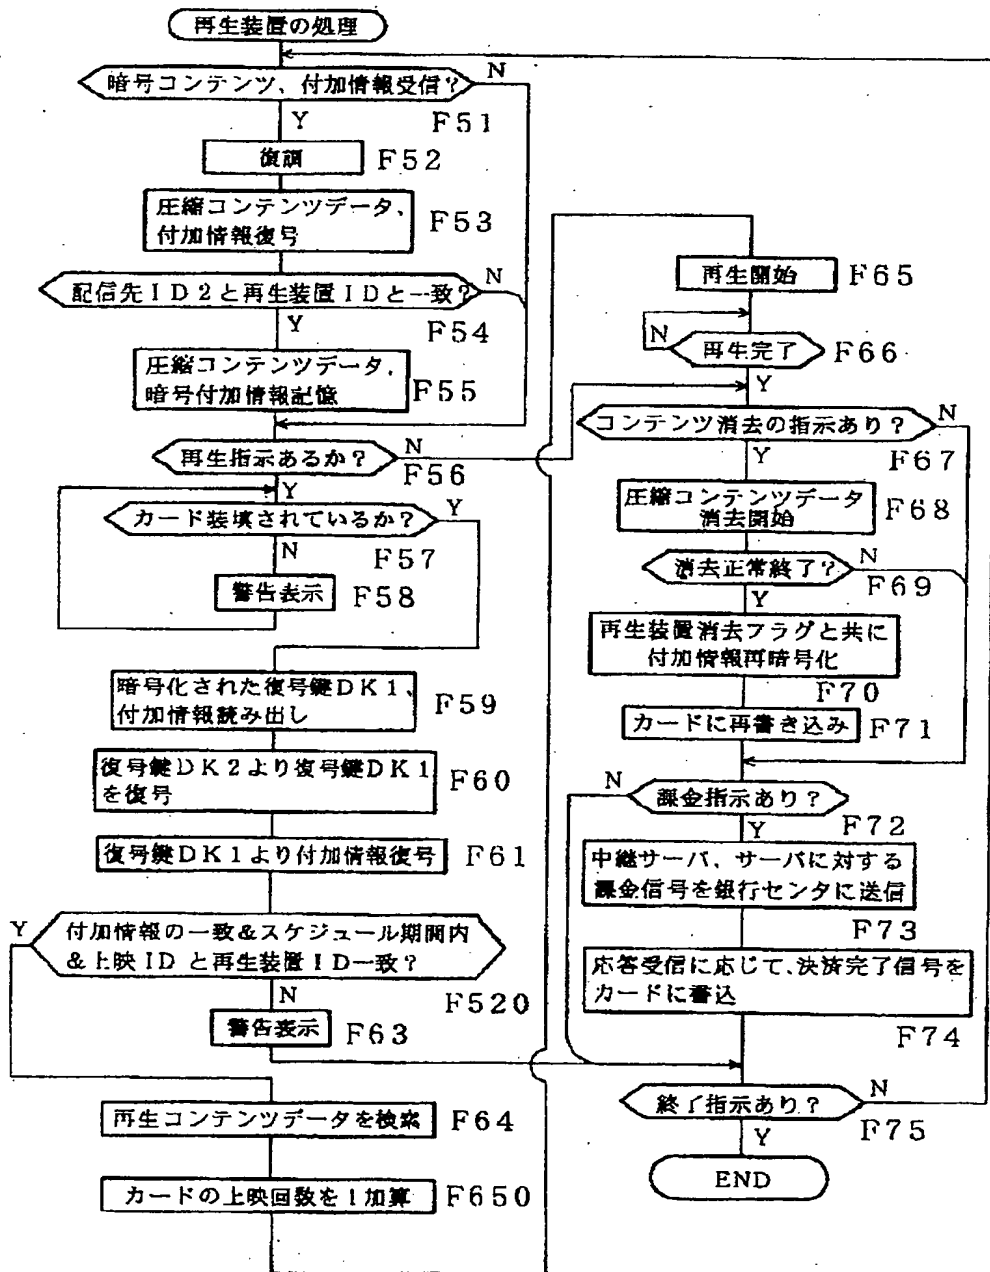 再生装置の処理
暗号コンテンツ、付加情報受信?
N
F51
Y
復調
F52
圧縮コンテンツデータ、
付加情報復号
F53
配信先ID2と再生装置IDと一致?
N
F54
Y
圧縮コンテンツデータ、
暗号付加情報記憶
F55
再生指示あるか?
N
F56
Y
カード装填されているか?
Y
F57
N
警告表示
F58
暗号化された復号鍵DK1、
付加情報読み出し
F59
復号鍵DK2より復号鍵DK1
を復号
F60
復号鍵DK1より付加情報復号
F61
Y
付加情報の一致&スケジュール期間内
&上映IDと再生装置ID一致?
F520
N
警告表示
F63
再生コンテンツデータを検索
F64
カードの上映回数を1加算
F650
再生開始
F65
N
再生完了
F66
Y
コンテンツ消去の指示あり?
N
F67
Y
圧縮コンテンツデータ
消去開始
F68
消去正常終了?
N
F69
Y
再生装置消去フラグと共に
付加情報再暗号化
F70
カードに再書き込み
F71
N
課金指示あり?
F72
Y
中継サーバ、サーバに対する
課金信号を銀行センタに送信
F73
応答受信に応じて、決済完了信号を
カードに書込
F74
終了指示あり?
N
F75
Y
END